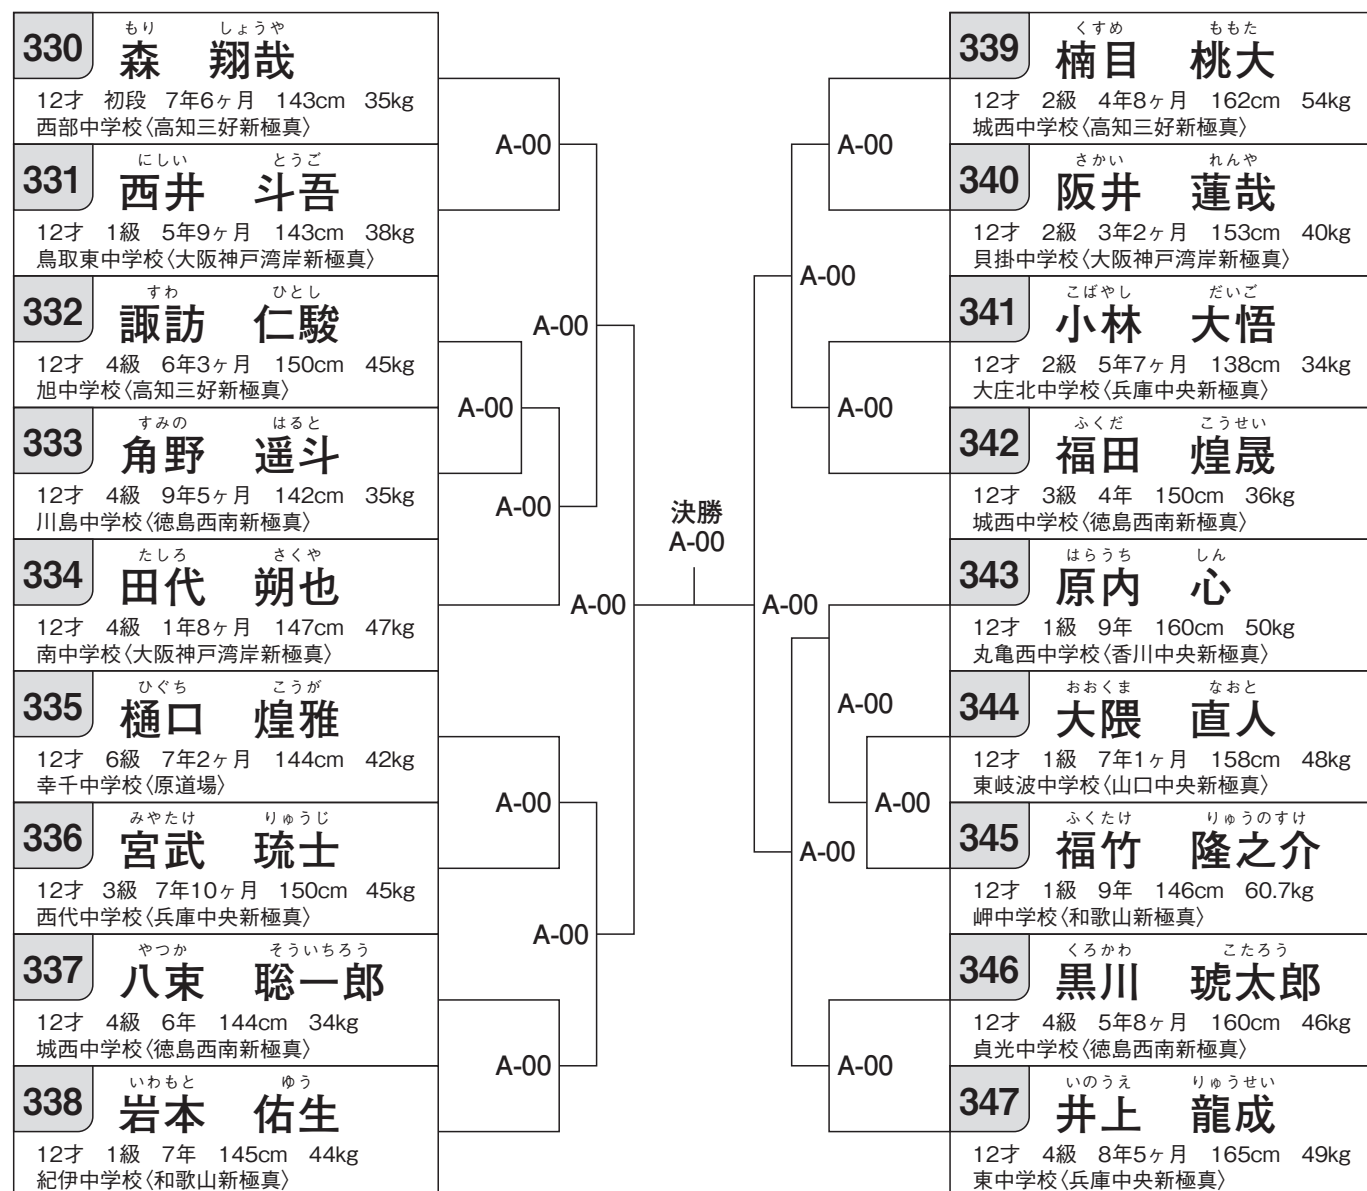 もり しょうや
330 森 翔哉
12才 初段 7年6ヶ月 143cm 35kg
西部中学校〈高知三好新極真〉
にしい とうご
331 西井 斗吾
12才 1級 5年9ヶ月 143cm 38kg
鳥取東中学校〈大阪神戸湾岸新極真〉
すわ ひとし
332 諏訪 仁駿
12才 4級 6年3ヶ月 150cm 45kg
旭中学校〈高知三好新極真〉
すみの はると
333 角野 遥斗
12才 4級 9年5ヶ月 142cm 35kg
川島中学校〈徳島西南新極真〉
たしろ さくや
334 田代 朔也
12才 4級 1年8ヶ月 147cm 47kg
南中学校〈大阪神戸湾岸新極真〉
ひぐち こうが
335 樋口 煌雅
12才 6級 7年2ヶ月 144cm 42kg
幸千中学校〈原道場〉
みやたけ りゅうじ
336 宮武 琉士
12才 3級 7年10ヶ月 150cm 45kg
西代中学校〈兵庫中央新極真〉
やつか そういちろう
337 八束 聡一郎
12才 4級 6年 144cm 34kg
城西中学校〈徳島西南新極真〉
いわもと ゆう
338 岩本 佑生
12才 1級 7年 145cm 44kg
紀伊中学校〈和歌山新極真〉
A-00
A-00
A-00
A-00
A-00
A-00
A-00
A-00
決勝
A-00
A-00
A-00
A-00
A-00
A-00
A-00
A-00
A-00
くすめ ももた
339 楠目 桃大
12才 2級 4年8ヶ月 162cm 54kg
城西中学校〈高知三好新極真〉
さかい れんや
340 阪井 蓮哉
12才 2級 3年2ヶ月 153cm 40kg
貝掛中学校〈大阪神戸湾岸新極真〉
こばやし だいご
341 小林 大悟
12才 2級 5年7ヶ月 138cm 34kg
大庄北中学校〈兵庫中央新極真〉
ふくだ こうせい
342 福田 煌晟
12才 3級 4年 150cm 36kg
城西中学校〈徳島西南新極真〉
はらうち しん
343 原内 心
12才 1級 9年 160cm 50kg
丸亀西中学校〈香川中央新極真〉
おおくま なおと
344 大隈 直人
12才 1級 7年1ヶ月 158cm 48kg
東岐波中学校〈山口中央新極真〉
ふくたけ りゅうのすけ
345 福竹 隆之介
12才 1級 9年 146cm 60.7kg
岬中学校〈和歌山新極真〉
くろかわ こたろう
346 黒川 琥太郎
12才 4級 5年8ヶ月 160cm 46kg
貞光中学校〈徳島西南新極真〉
いのうえ りゅうせい
347 井上 龍成
12才 4級 8年5ヶ月 165cm 49kg
東中学校〈兵庫中央新極真〉